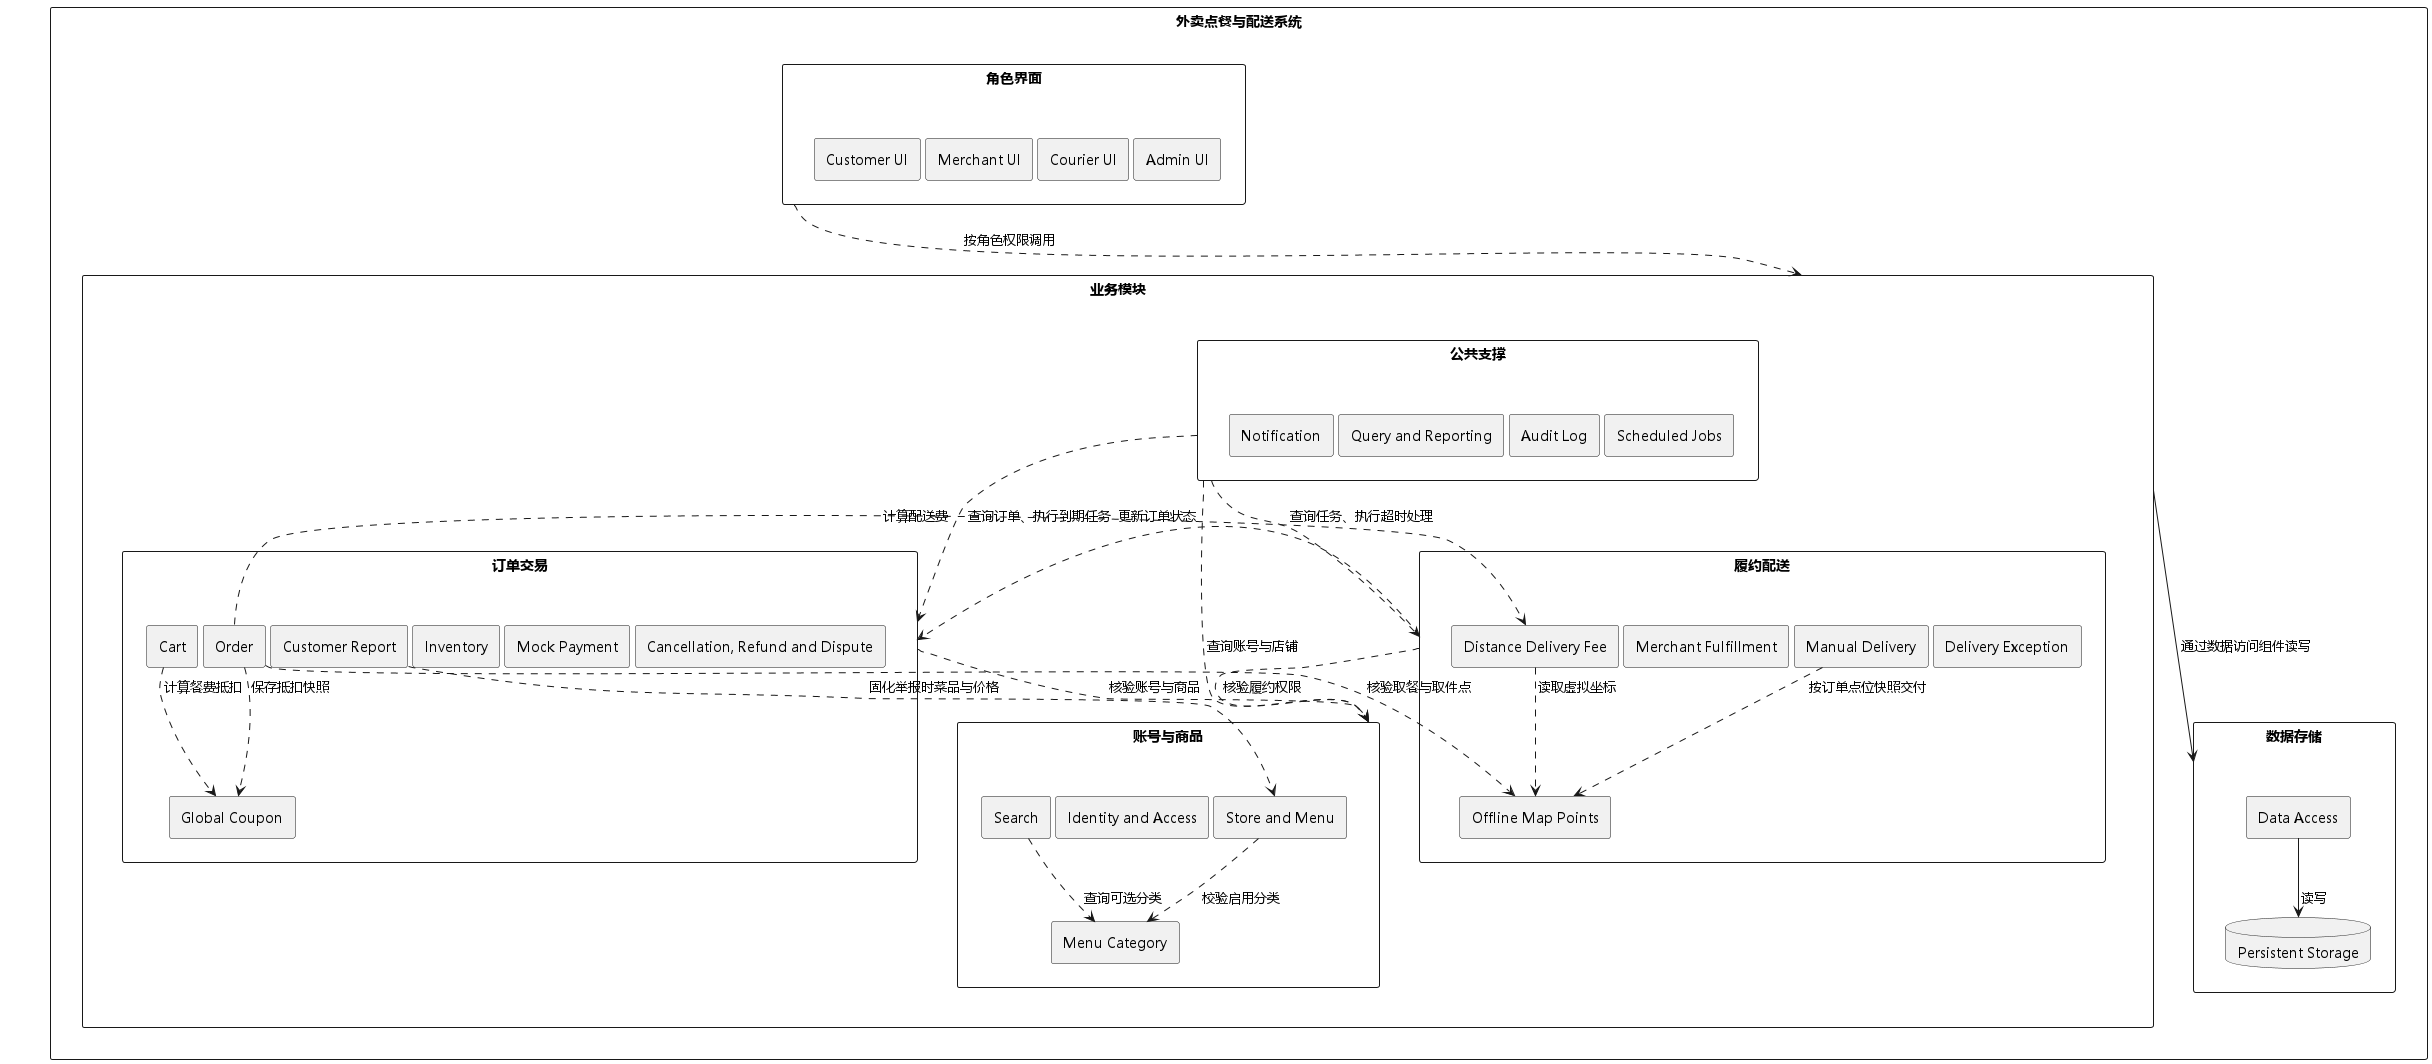 外卖点餐与配送系统
角色界面
Customer UI
Merchant UI
Courier UI
Admin UI
按角色权限调用
业务模块
公共支撑
Notification
Query and Reporting
Audit Log
Scheduled Jobs
计算配送费
查询订单、执行到期任务
更新订单状态
查询任务、执行超时处理
订单交易
履约配送
Cart
Order
Customer Report
Inventory
Mock Payment
Cancellation, Refund and Dispute
查询账号与店铺
Distance Delivery Fee
Merchant Fulfillment
Manual Delivery
Delivery Exception
通过数据访问组件读写
计算餐费抵扣
保存抵扣快照
固化举报时菜品与价格
核验账号与商品
核验履约权限
核验取餐与取件点
读取虚拟坐标
按订单点位快照交付
账号与商品
数据存储
Global Coupon
Search
Identity and Access
Store and Menu
Offline Map Points
Data Access
查询可选分类
校验启用分类
读写
Menu Category
Persistent Storage